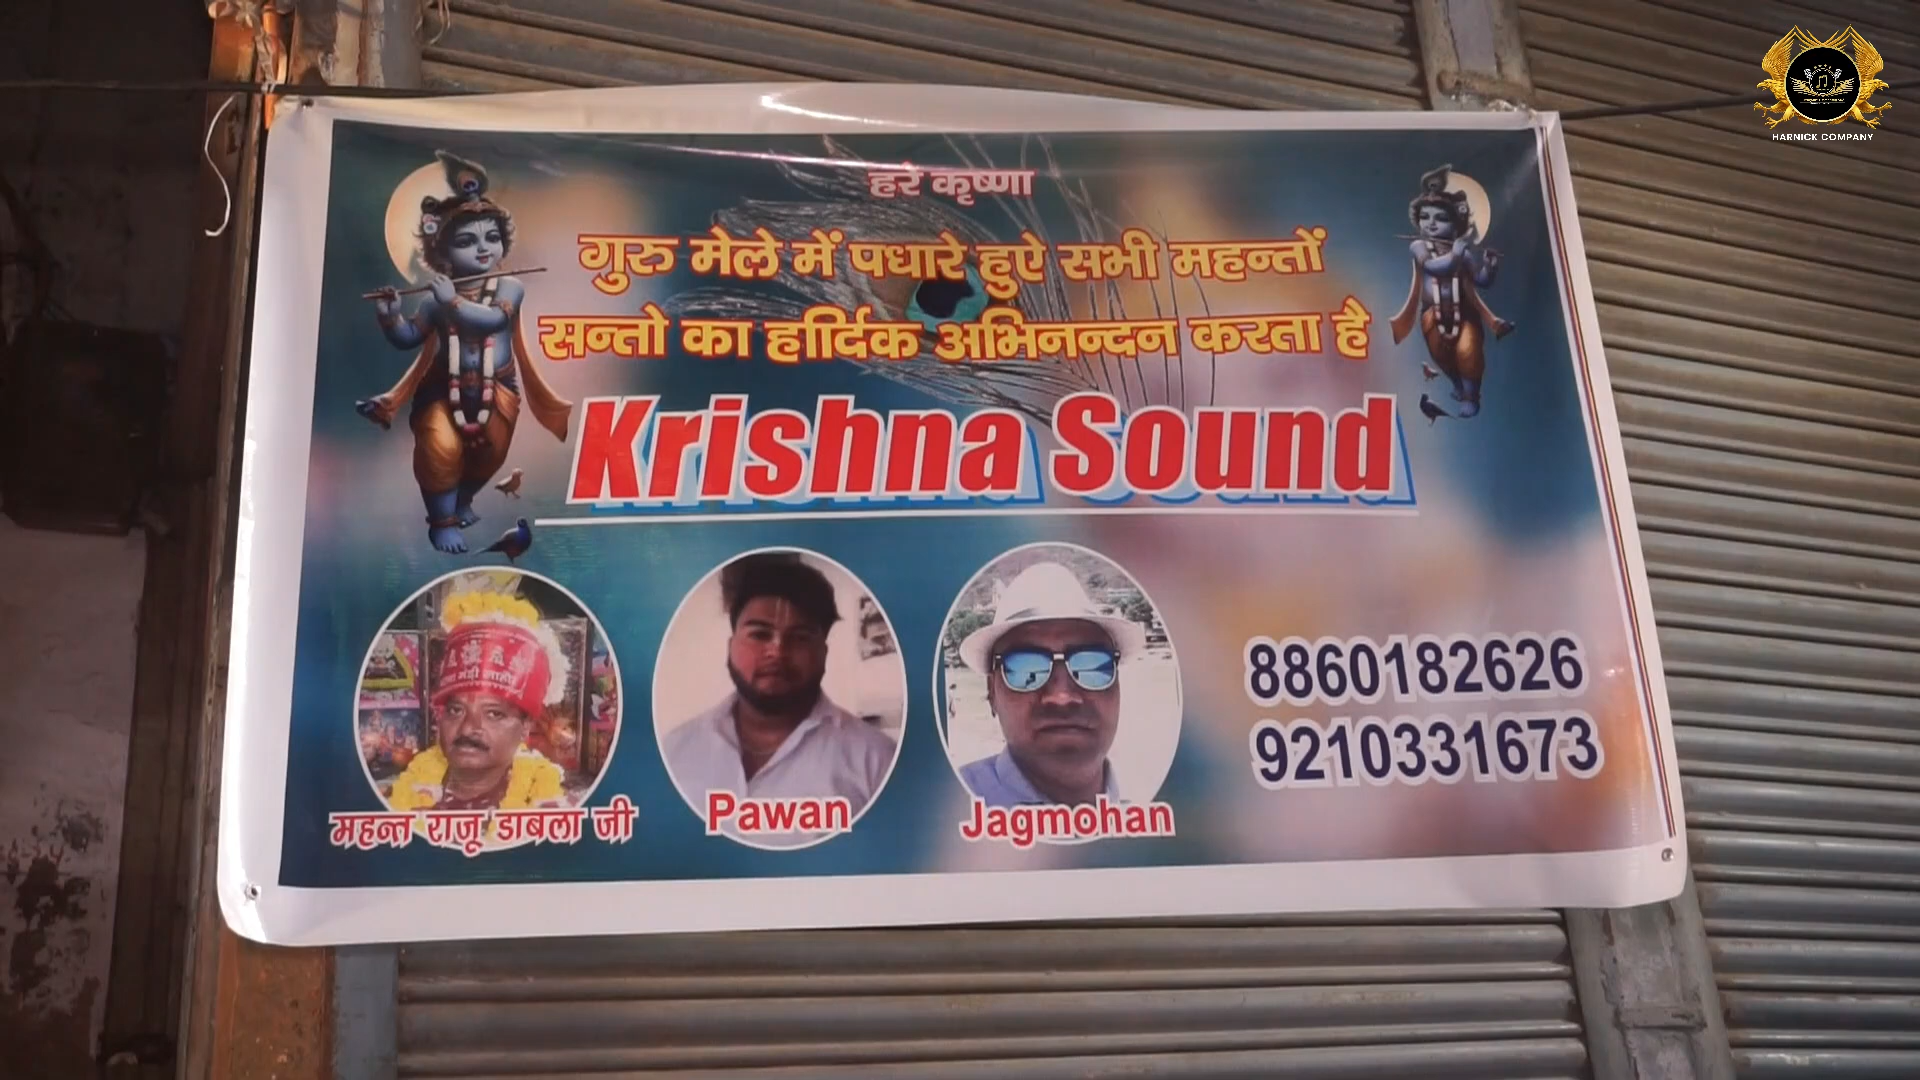 HARNICK COMPANY
हरे कृष्णा
गुरु मेले में पधारे हुऐ सभी महन्तों
सन्तो का हार्दिक अभिनन्दन करता है
Krishna Sound
8860182626
9210331673
महन्त राजू डाबला जी
Pawan
Jagmohan